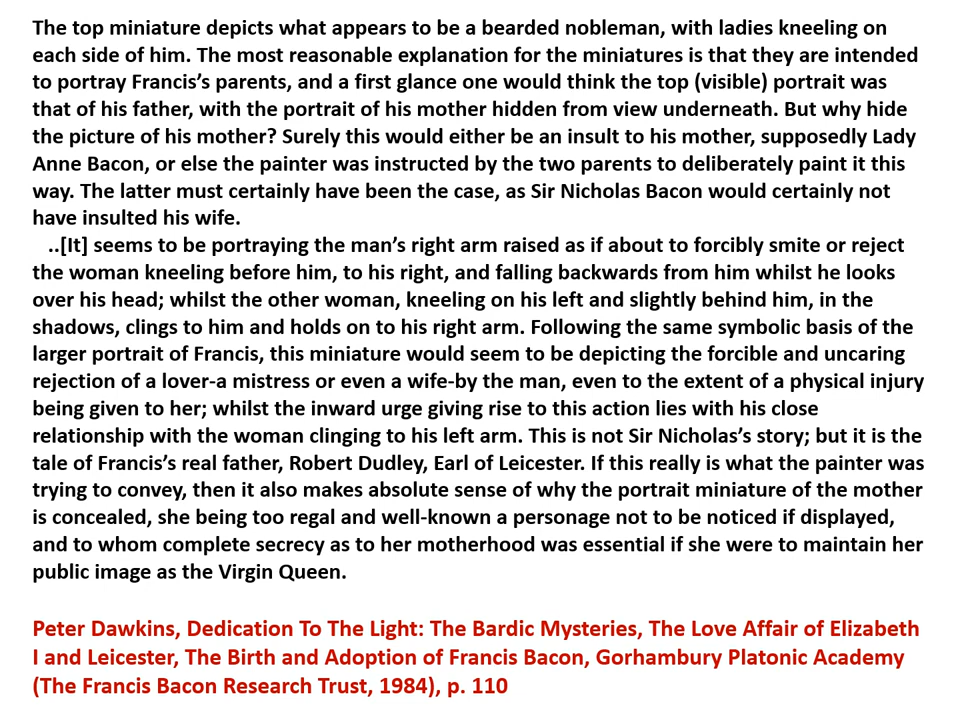 The top miniature depicts what appears to be a bearded nobleman, with ladies kneeling on
each side of him. The most reasonable explanation for the miniatures is that they are intended
to portray Francis’s parents, and a first glance one would think the top (visible) portrait was
that of his father, with the portrait of his mother hidden from view underneath. But why hide
the picture of his mother? Surely this would either be an insult to his mother, supposedly Lady
Anne Bacon, or else the painter was instructed by the two parents to deliberately paint it this
way. The latter must certainly have been the case, as Sir Nicholas Bacon would certainly not
have insulted his wife.
..[It] seems to be portraying the man’s right arm raised as if about to forcibly smite or reject
the woman kneeling before him, to his right, and falling backwards from him whilst he looks
over his head; whilst the other woman, kneeling on his left and slightly behind him, in the
shadows, clings to him and holds on to his right arm. Following the same symbolic basis of the
larger portrait of Francis, this miniature would seem to be depicting the forcible and uncaring
rejection of a lover-a mistress or even a wife-by the man, even to the extent of a physical injury
being given to her; whilst the inward urge giving rise to this action lies with his close
relationship with the woman clinging to his left arm. This is not Sir Nicholas’s story; but it is the
tale of Francis’s real father, Robert Dudley, Earl of Leicester. If this really is what the painter was
trying to convey, then it also makes absolute sense of why the portrait miniature of the mother
is concealed, she being too regal and well-known a personage not to be noticed if displayed,
and to whom complete secrecy as to her motherhood was essential if she were to maintain her
public image as the Virgin Queen.
Peter Dawkins, Dedication To The Light: The Bardic Mysteries, The Love Affair of Elizabeth
I and Leicester, The Birth and Adoption of Francis Bacon, Gorhambury Platonic Academy
(The Francis Bacon Research Trust, 1984), p. 110